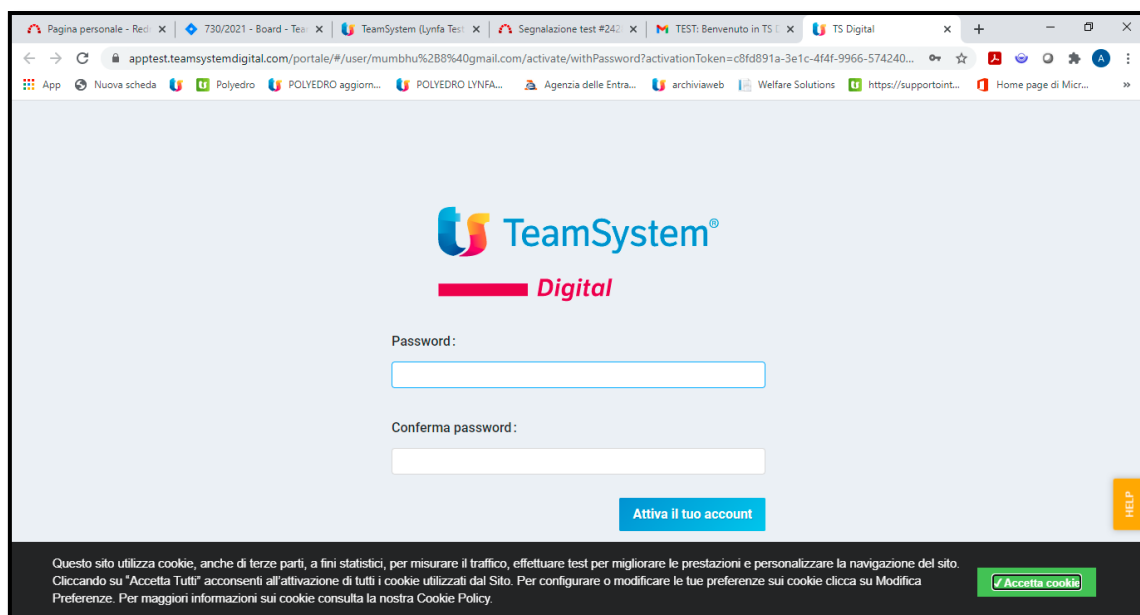 Pagina personale - Red
730/2021 - Board - Tea
TeamSystem (Lynfa Tes
Segnalazione test #242
TEST: Benvenuto in TS D
TS Digital
apptest.teamsystemdigital.com/portale/#/user/mumbhu%2B8%40gmail.com/activate/withPassword?activationToken=c8fd891a-3e1c-4f4f-9966-574240...
A
App
Nuova scheda
Polyedro
POLYEDRO aggiorn...
POLYEDRO LYNFA...
Agenzia delle Entra...
archiviaweb
Welfare Solutions
https://supportoint...
Home page di Micr...
»
TeamSystem®
Digital
Password:
Conferma password:
Attiva il tuo account
HELP
Questo sito utilizza cookie, anche di terze parti, a fini statistici, per misurare il traffico, effettuare test per migliorare le prestazioni e personalizzare la navigazione del sito.
Cliccando su "Accetta Tutti" acconsenti all'attivazione di tutti i cookie utilizzati dal Sito. Per configurare o modificare le tue preferenze sui cookie clicca su Modifica
Preferenze. Per maggiori informazioni sui cookie consulta la nostra Cookie Policy.
✓Accetta cookie